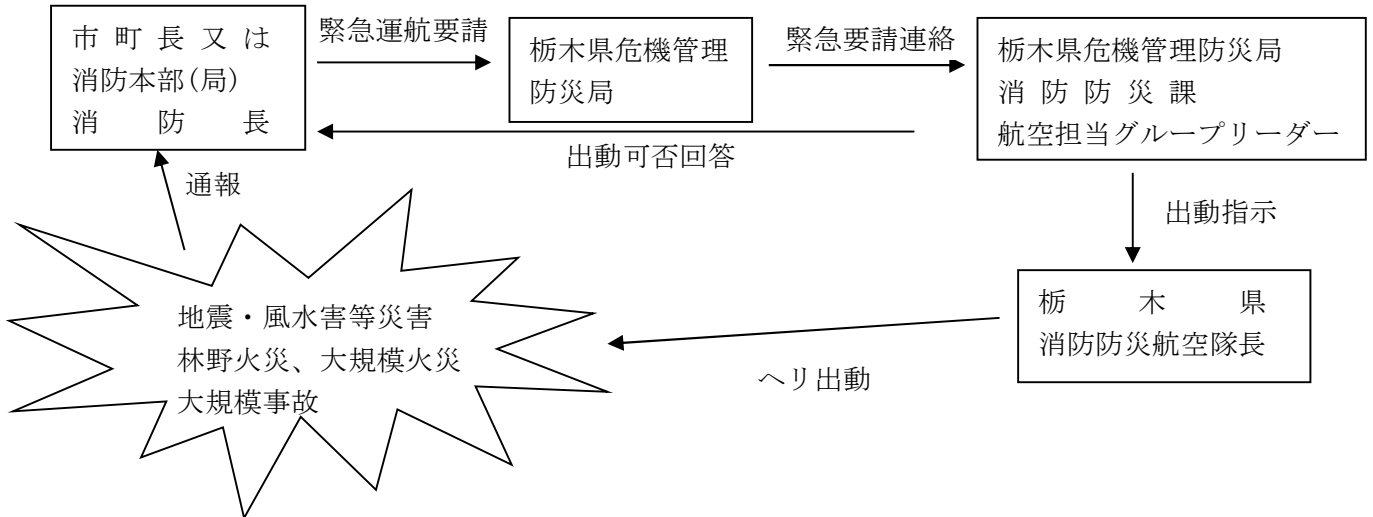 市町長又は
消防本部(局)
消防長
緊急運航要請
栃木県危機管理
防災局
緊急要請連絡
栃木県危機管理防災局
消防防災課
航空担当グループリーダー
出動可否回答
通報
出動指示
地震・風水害等災害
林野火災、大規模火災
大規模事故
ヘリ出動
栃木県
消防防災航空隊長